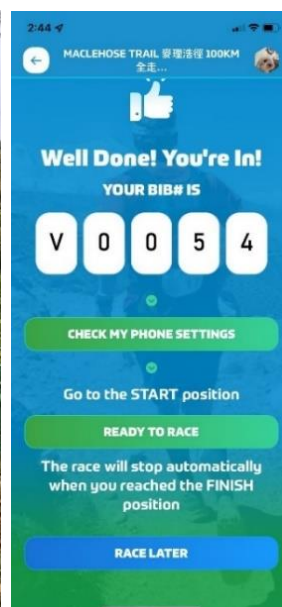 2:44
MACLEHOSE TRAIL 麥理浩徑 100KM
全走...
Well Done! You're In!
YOUR BIB# IS
V 0 0 5 4
CHECK MY PHONE SETTINGS
Go to the START position
READY TO RACE
The race will stop automatically
when you reached the FINISH
position
RACE LATER